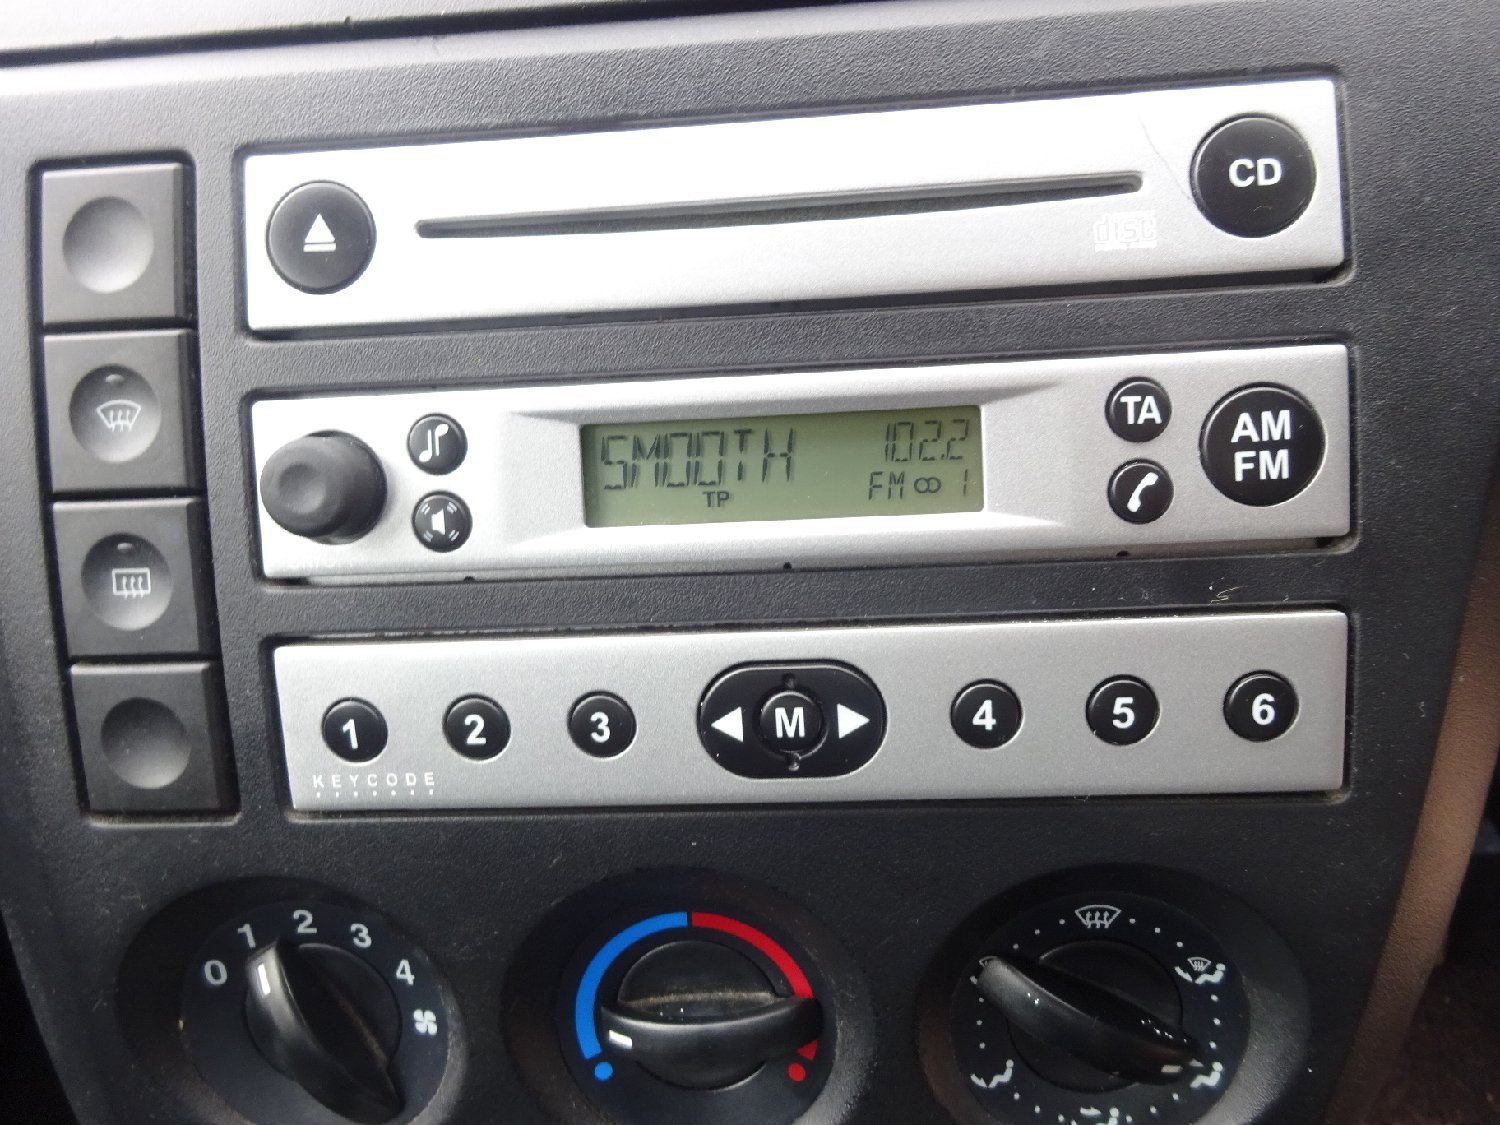 CD
disc
SMOOTH 102.2
TP FM 1
TA
AM
FM
1 2 3 M 4 5 6
KEYCODE
0 1 2 3 4